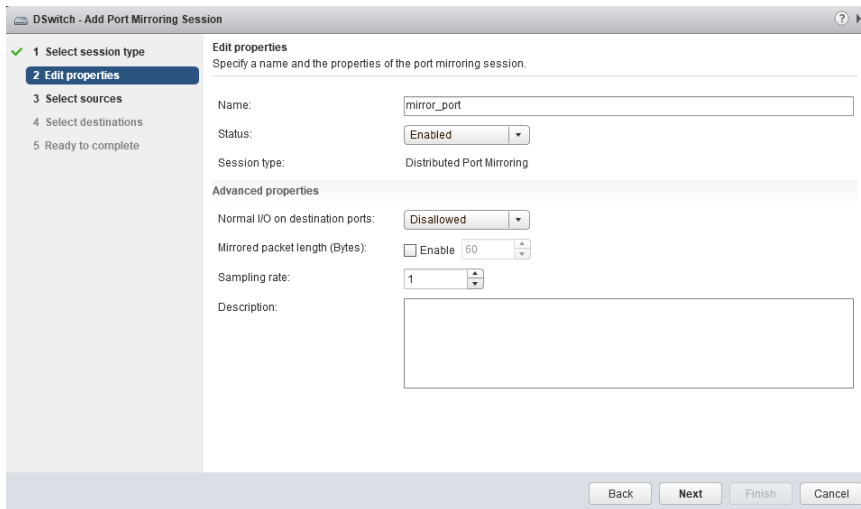 DSwitch - Add Port Mirroring Session
?
1 Select session type
2 Edit properties
3 Select sources
4 Select destinations
5 Ready to complete
Edit properties
Specify a name and the properties of the port mirroring session.
Name: mirror_port
Status: Enabled
Session type: Distributed Port Mirroring
Advanced properties
Normal I/O on destination ports: Disallowed
Mirrored packet length (Bytes): Enable 60
Sampling rate: 1
Description:
Back Next Finish Cancel